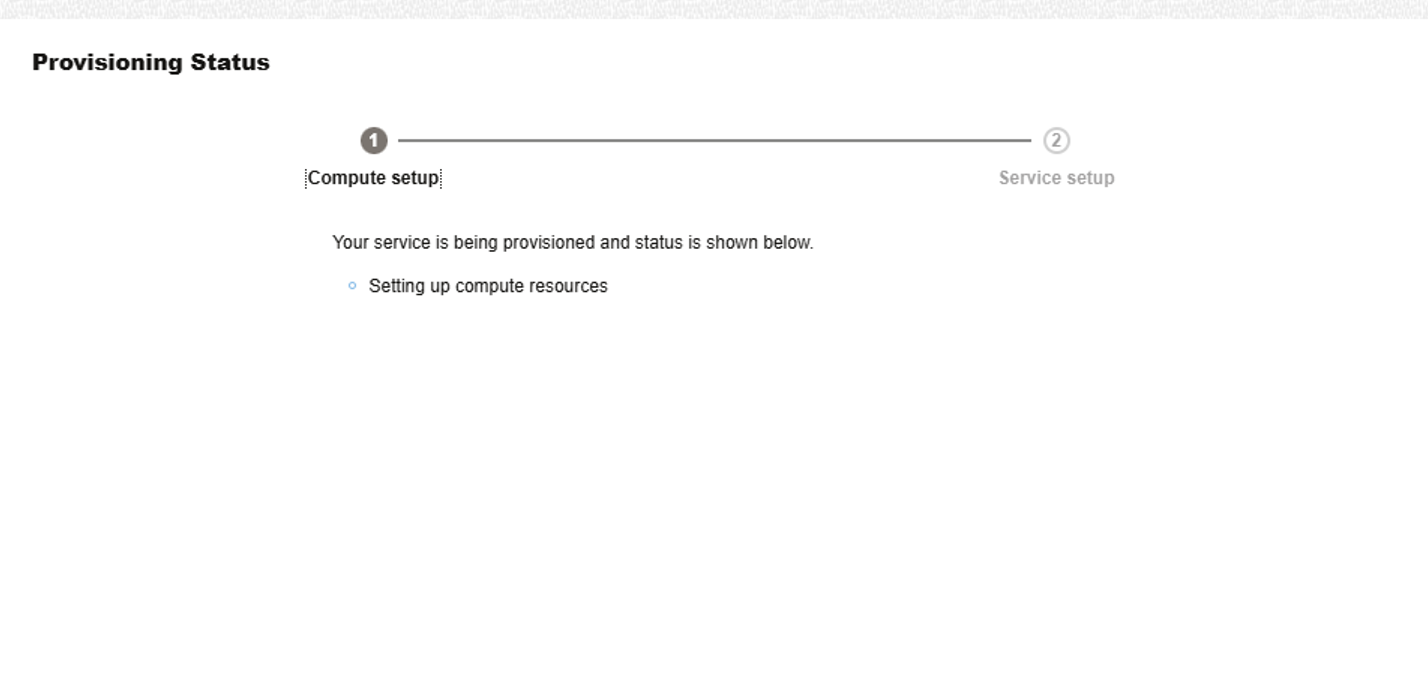 Provisioning Status
1
2
Compute setup
Service setup
Your service is being provisioned and status is shown below.
Setting up compute resources